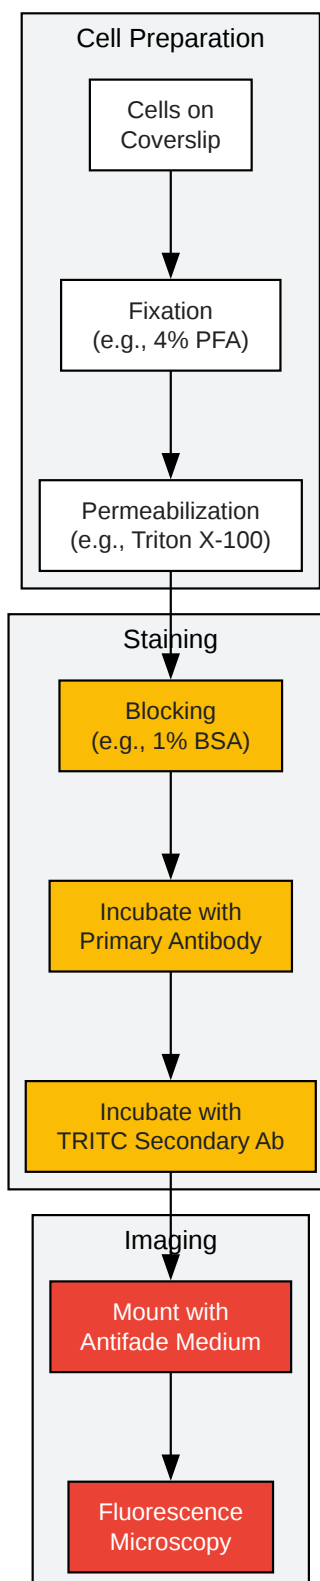 Cell Preparation
Cells on
Coverslip
Fixation
(e.g., 4% PFA)
Permeabilization
(e.g., Triton X-100)
Staining
Blocking
(e.g., 1% BSA)
Incubate with
Primary Antibody
Incubate with
TRITC Secondary Ab
Imaging
Mount with
Antifade Medium
Fluorescence
Microscopy